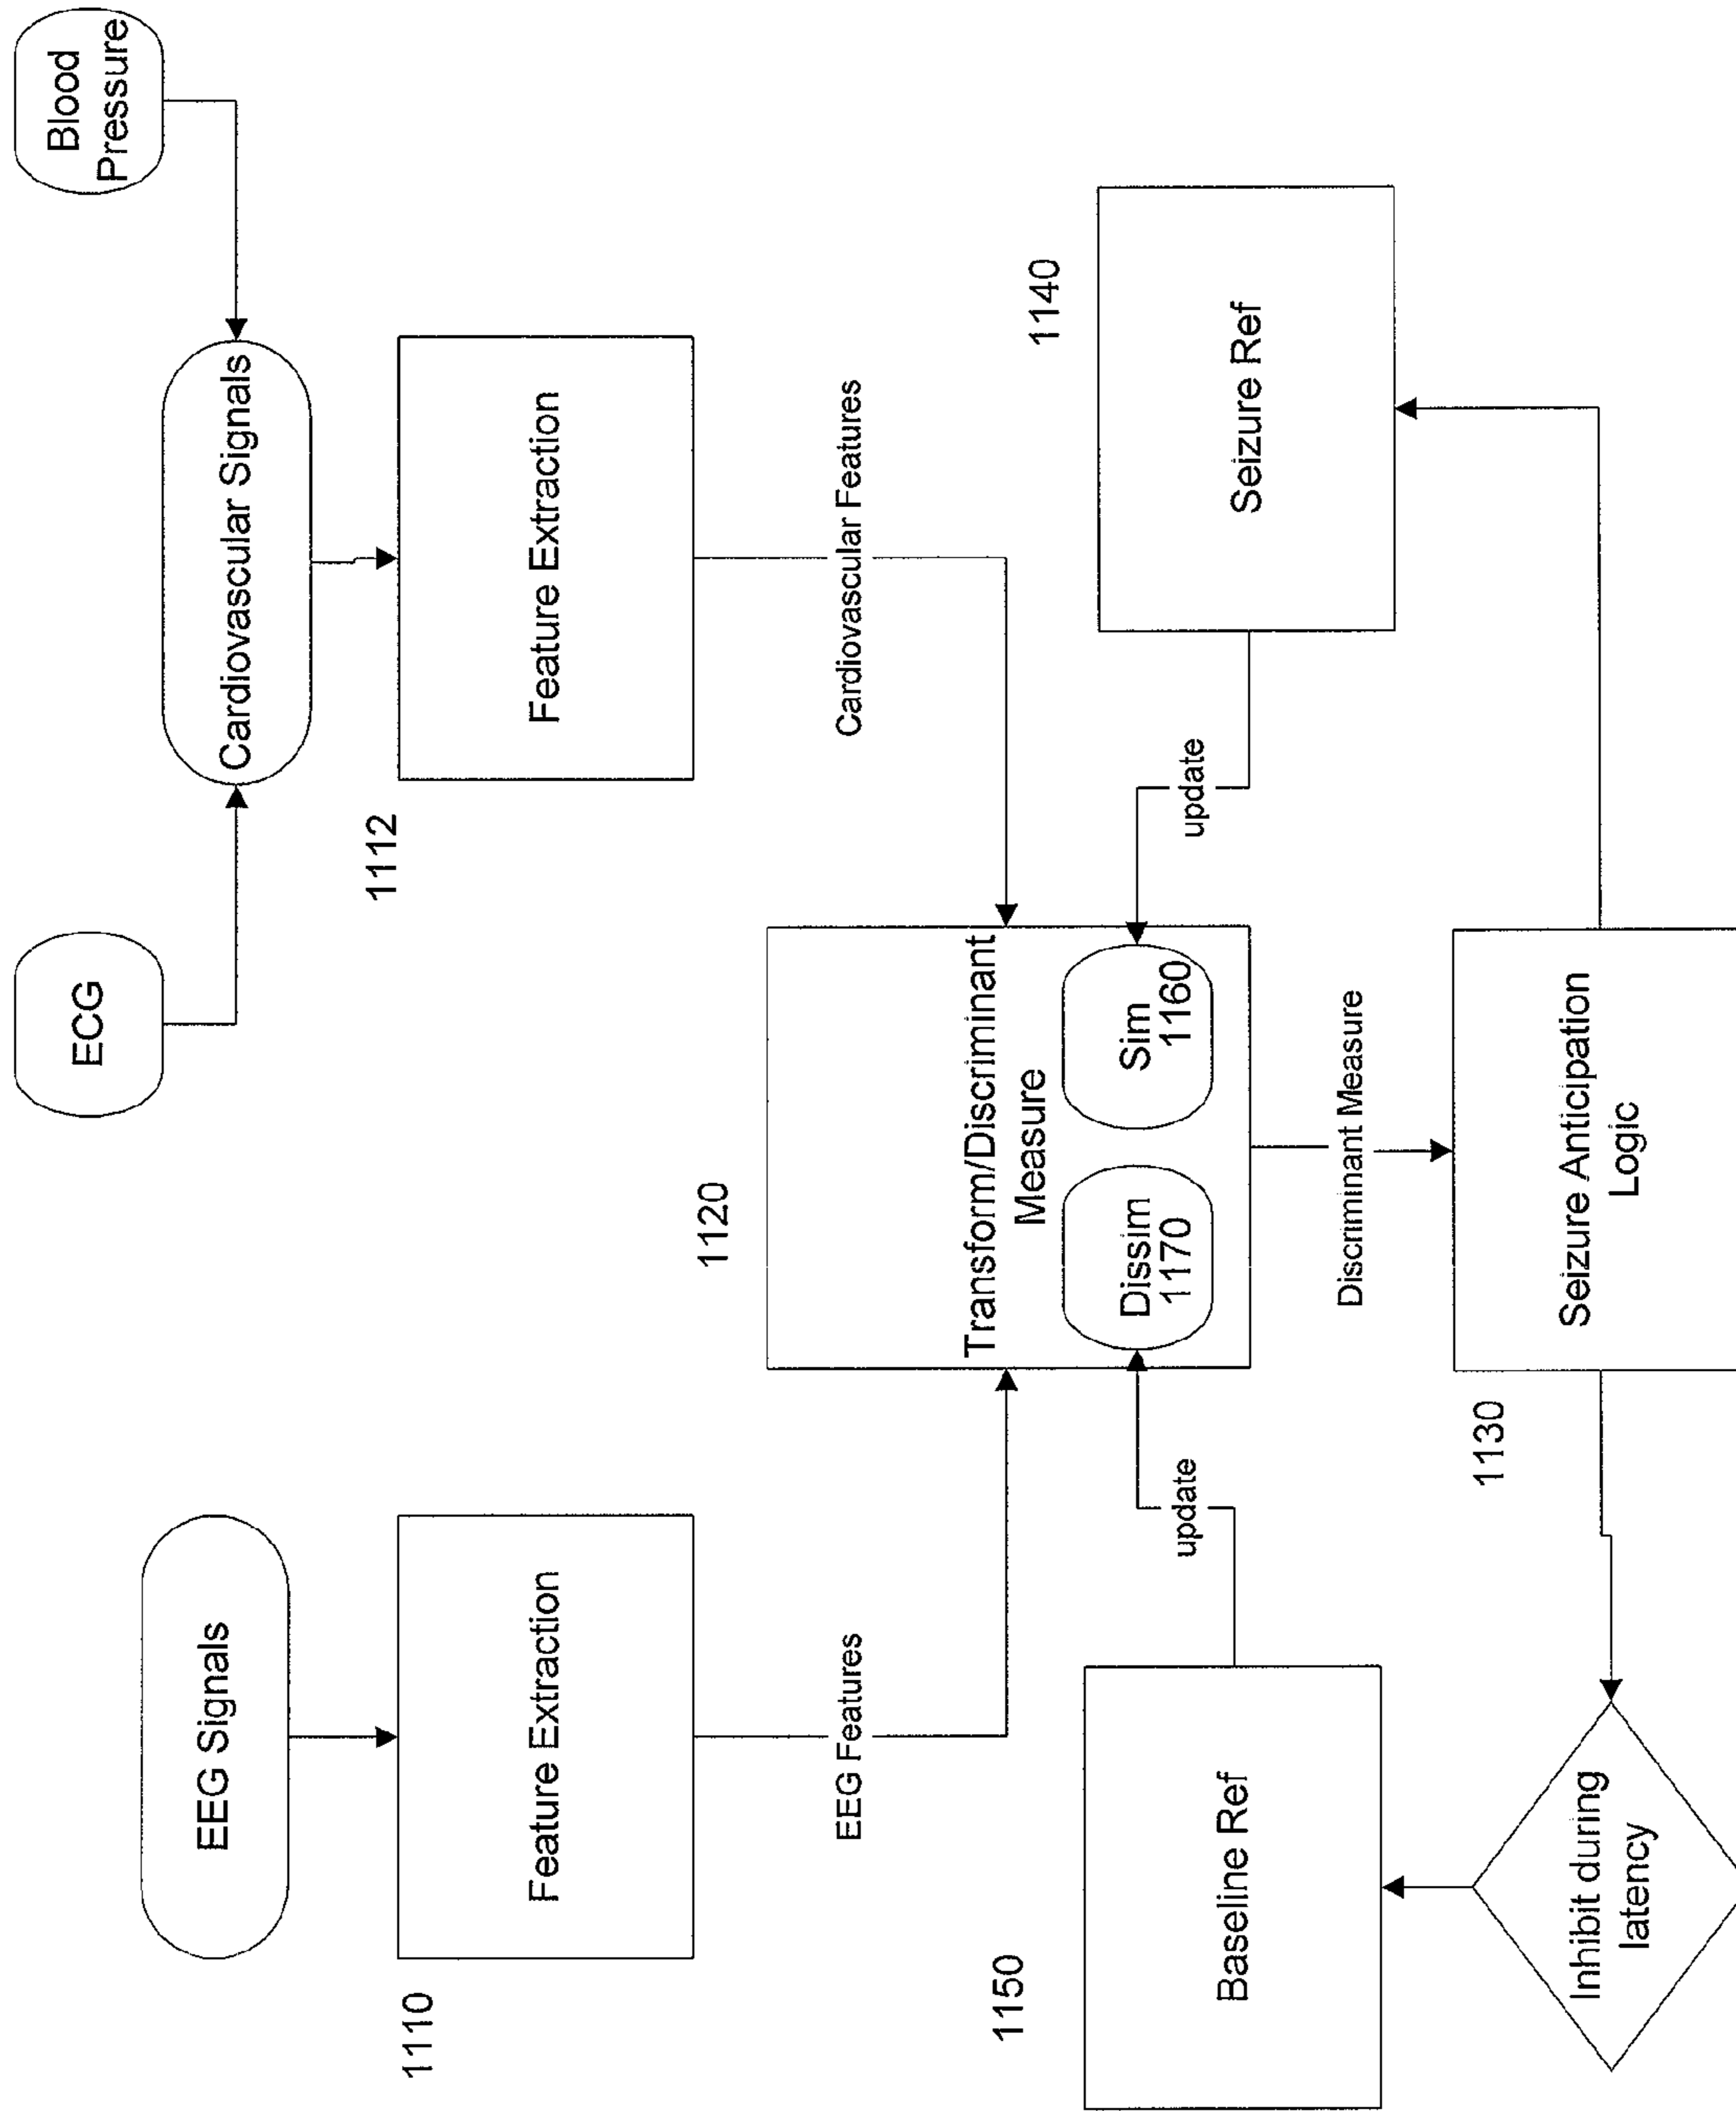 ECG
Blood
Pressure
EEG Signals
Cardiovascular Signals
1110
Feature Extraction
1112
Feature Extraction
EEG Features
Cardiovascular Features
1120
Transform/Discriminant
Measure
Dissim
1170
Sim
1160
1150
Baseline Ref
update
update
1140
Seizure Ref
Discriminant Measure
1130
Seizure Anticipation
Logic
Inhibit during
latency